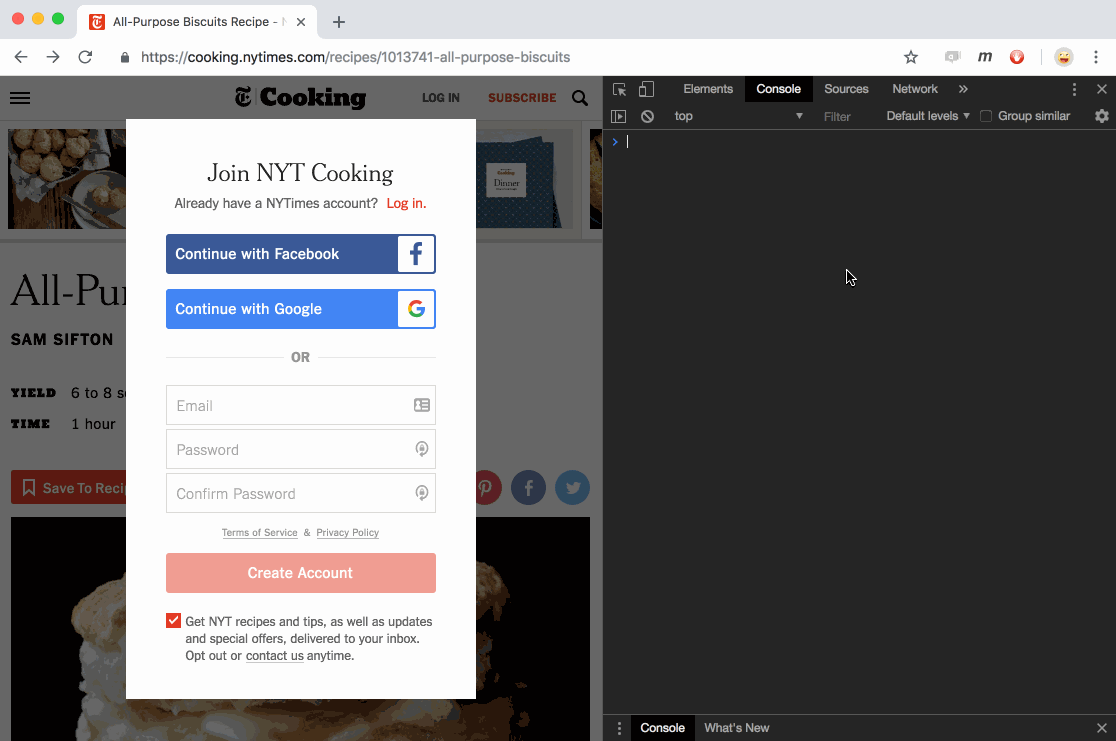 All-Purpose Biscuits Recipe - N
https://cooking.nytimes.com/recipes/1013741-all-purpose-biscuits
m
Cooking
LOG IN
SUBSCRIBE
Dinner
Join NYT Cooking
Already have a NYTimes account? Log in.
Continue with Facebook
Continue with Google
OR
Email
Password
Confirm Password
Terms of Service & Privacy Policy
Create Account
Get NYT recipes and tips, as well as updates
and special offers, delivered to your inbox.
Opt out or contact us anytime.
All-Pur
SAM SIFTON
YIELD 6 to 8 se
TIME 1 hour
Save To Recip
Elements
Console
Sources
Network
top
Filter
Default levels
Group similar
Console
What's New